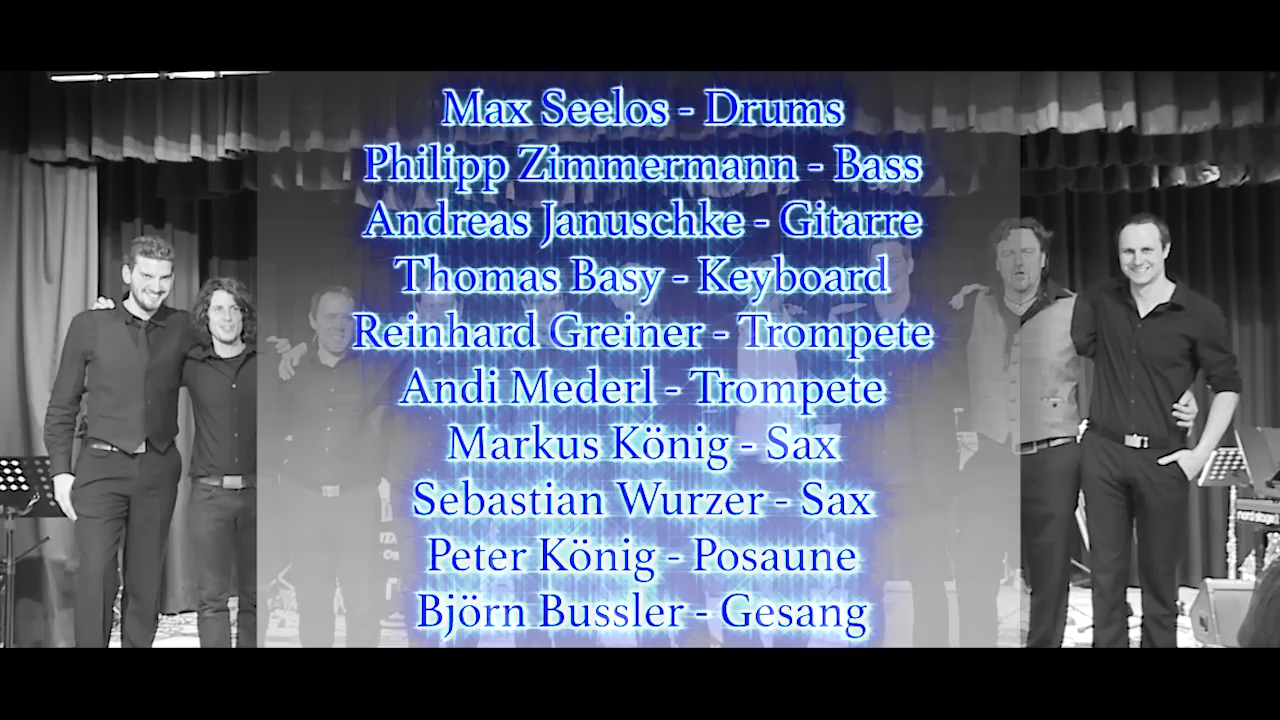 Max Seelos - Drums
Philipp Zimmermann - Bass
Andreas Januschke - Gitarre
Thomas Basy - Keyboard
Reinhard Greiner - Trompete
Andi Mederl - Trompete
Markus König - Sax
Sebastian Wurzer - Sax
Peter König - Posaune
Björn Bussler - Gesang